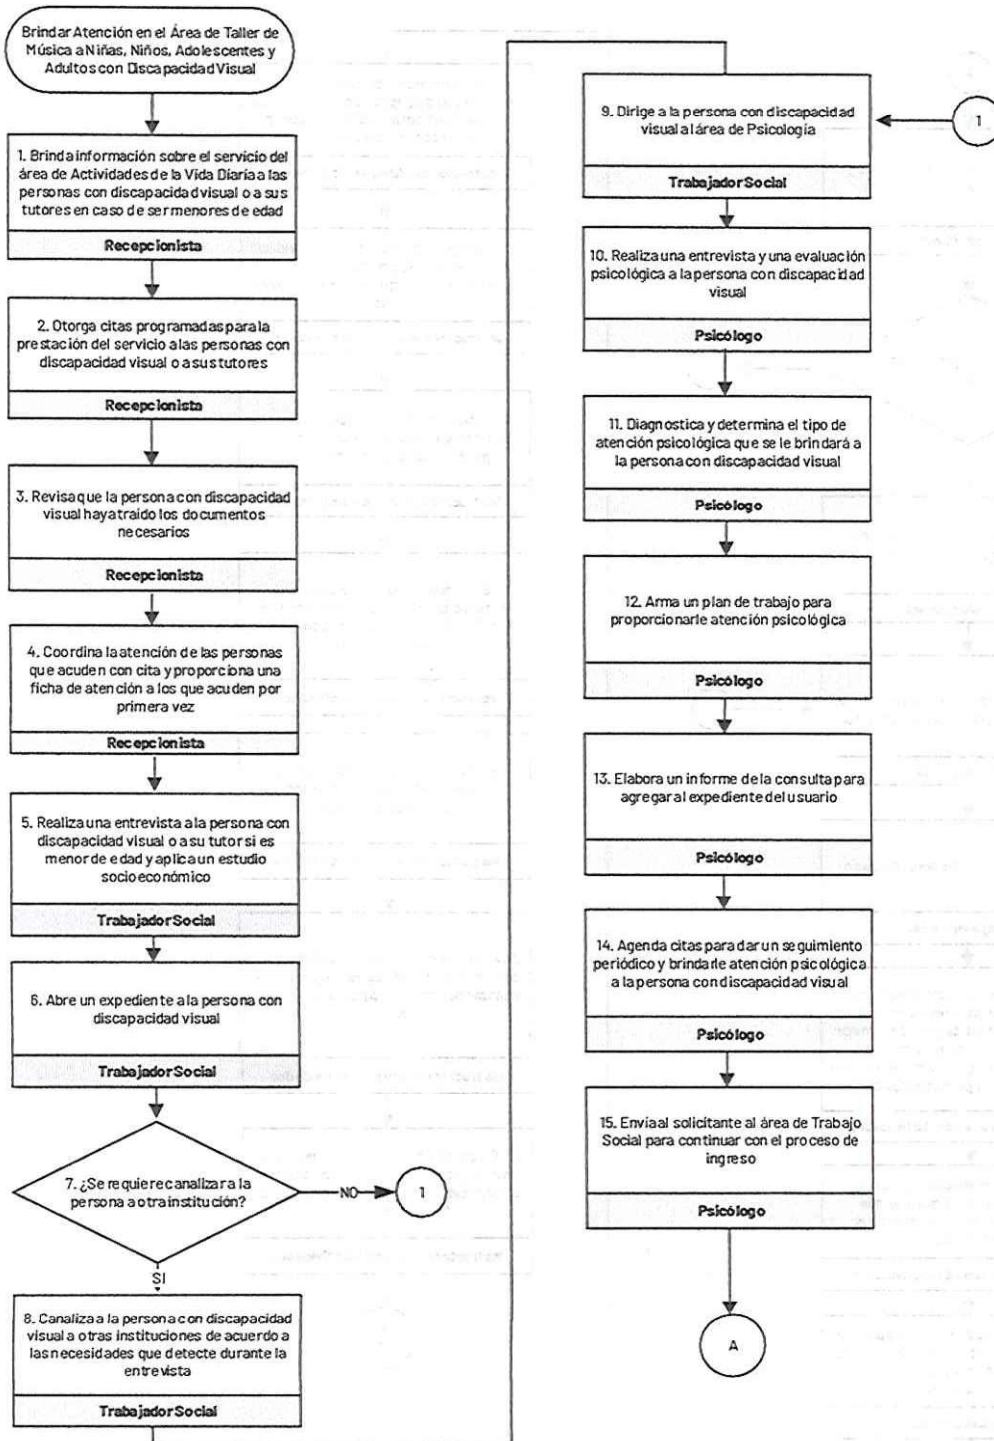 Brindar Atención en el Área de Taller de
Música a Niñas, Niños, Adolescentes y
Adultos con Discapacidad Visual
1. Brinda información sobre el servicio del
área de Actividades de la Vida Diaria a las
personas con discapacidad visual o a sus
tutores en caso de ser menores de edad
Recepcionista
2. Otorga citas programadas para la
prestación del servicio a las personas con
discapacidad visual o a sus tutores
Recepcionista
3. Revisa que la persona con discapacidad
visual haya traído los documentos
necesarios
Recepcionista
4. Coordina la atención de las personas
que acuden con cita y proporciona una
ficha de atención a los que acuden por
primera vez
Recepcionista
5. Realiza una entrevista a la persona con
discapacidad visual o a su tutor si es
menor de edad y aplica un estudio
socioeconómico
Trabajador Social
6. Abre un expediente a la persona con
discapacidad visual
Trabajador Social
7. ¿Se requiere canalizar a la
persona a otra institución?
NO
1
SI
8. Canaliza a la persona con discapacidad
visual a otras instituciones de acuerdo a
las necesidades que detecte durante la
entrevista
Trabajador Social
9. Dirige a la persona con discapacidad
visual al área de Psicología
Trabajador Social
1
10. Realiza una entrevista y una evaluación
psicológica a la persona con discapacidad
visual
Psicólogo
11. Diagnostica y determina el tipo de
atención psicológica que se le brindará a
la persona con discapacidad visual
Psicólogo
12. Arma un plan de trabajo para
proporcionarle atención psicológica
Psicólogo
13. Elabora un informe de la consulta para
agregar al expediente del usuario
Psicólogo
14. Agenda citas para dar un seguimiento
periódico y brindarle atención psicológica
a la persona con discapacidad visual
Psicólogo
15. Envia al solicitante al área de Trabajo
Social para continuar con el proceso de
ingreso
Psicólogo
A